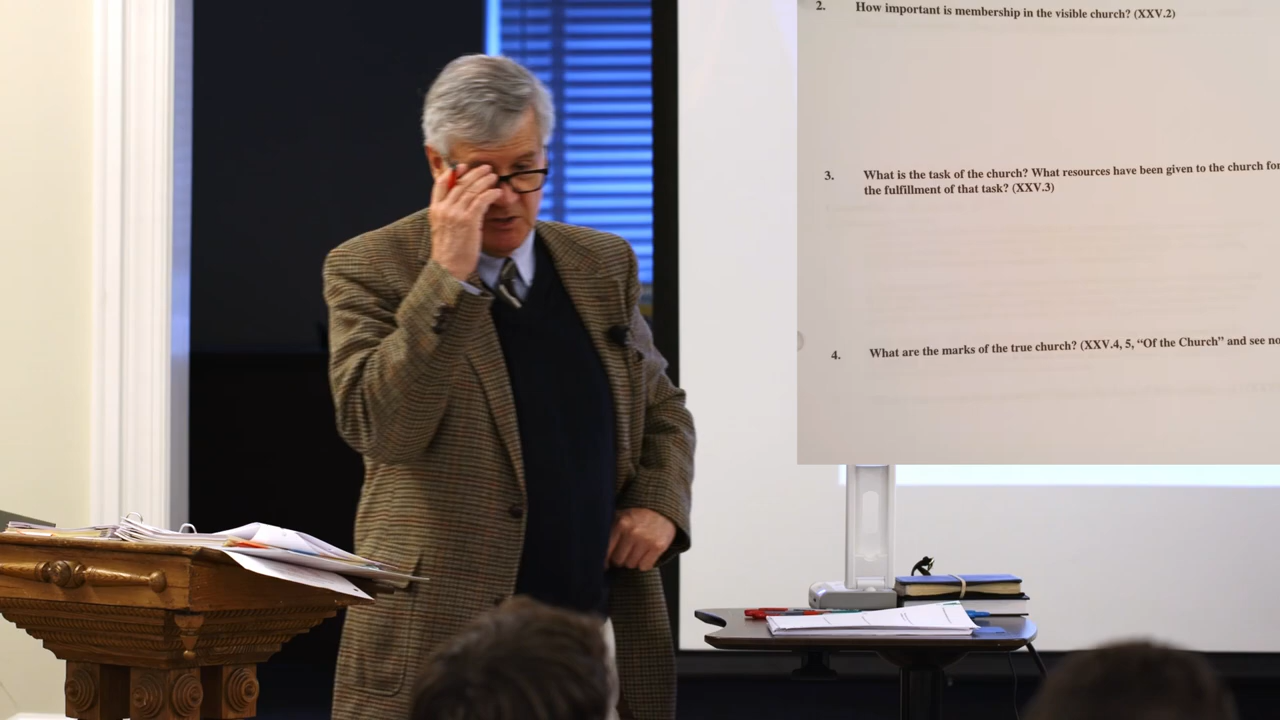 2. How important is membership in the visible church? (XXV.2)
3. What is the task of the church? What resources have been given to the church for
the fulfillment of that task? (XXV.3)
4. What are the marks of the true church? (XXV.4, 5, “Of the Church” and see